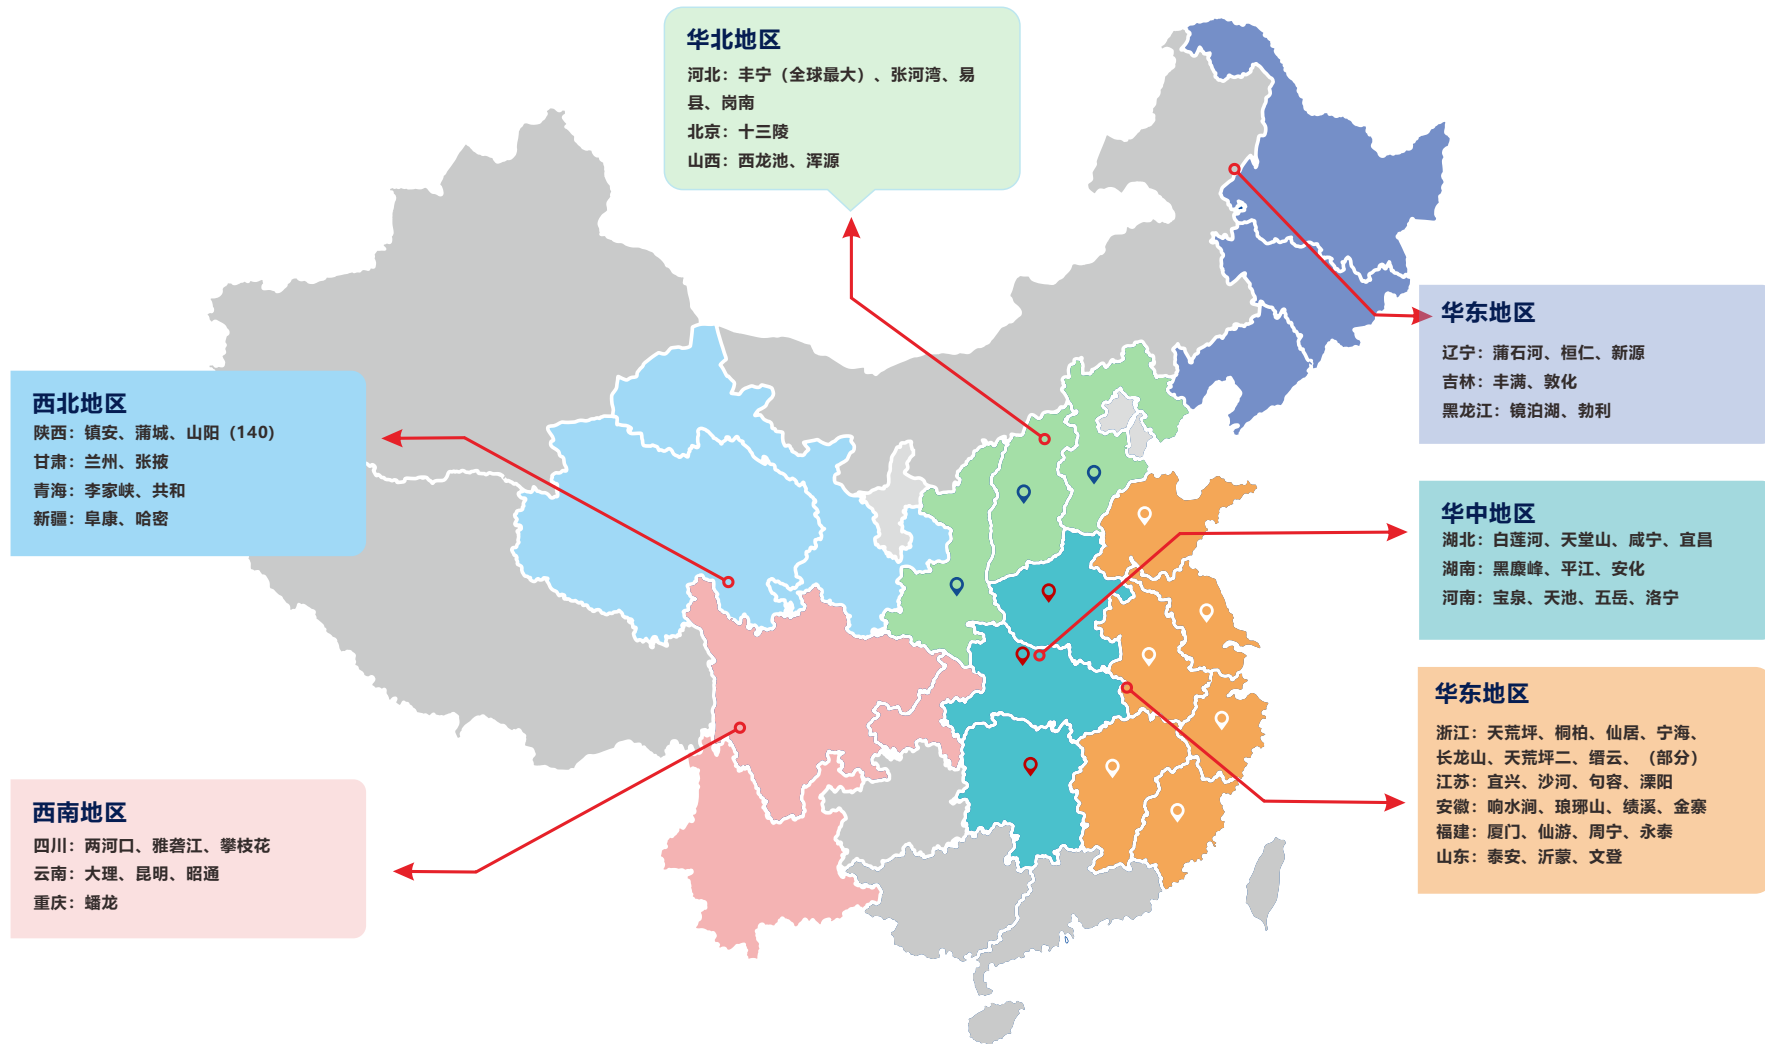 华北地区
河北：丰宁（全球最大）、张河湾、易
县、岗南
北京：十三陵
山西：西龙池、浑源
华东地区
辽宁：蒲石河、桓仁、新源
吉林：丰满、敦化
黑龙江：镜泊湖、勃利
西北地区
陕西：镇安、蒲城、山阳（140）
甘肃：兰州、张掖
青海：李家峡、共和
新疆：阜康、哈密
华中地区
湖北：白莲河、天堂山、咸宁、宜昌
湖南：黑麋峰、平江、安化
河南：宝泉、天池、五岳、洛宁
华东地区
浙江：天荒坪、桐柏、仙居、宁海、
长龙山、天荒坪二、缙云、（部分）
江苏：宜兴、沙河、句容、溧阳
安徽：响水涧、琅琊山、绩溪、金寨
福建：厦门、仙游、周宁、永泰
山东：泰安、沂蒙、文登
西南地区
四川：两河口、雅砻江、攀枝花
云南：大理、昆明、昭通
重庆：蟠龙